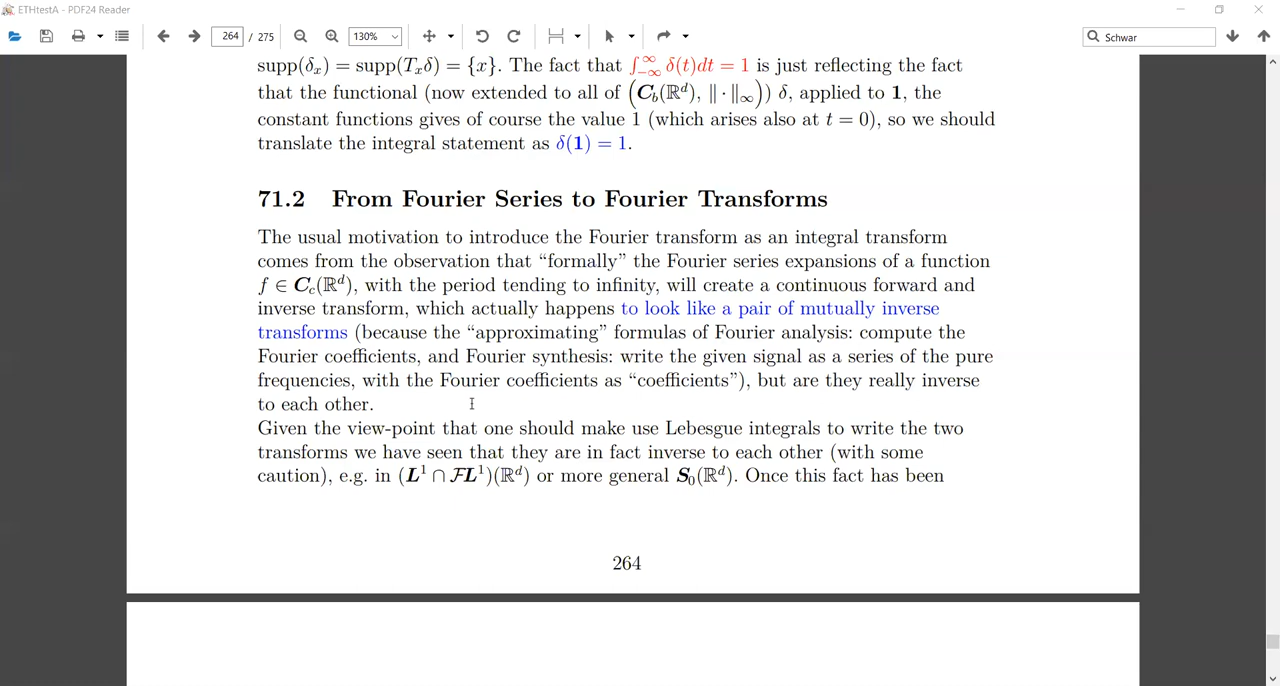 ETHtestA - PDF24 Reader
264 / 275 130% Schwar
supp(δₓ) = supp(Tₓδ) = {x}. The fact that ∫_{−∞}^{∞} δ(t)dt = 1 is just reflecting the fact
that the functional (now extended to all of (C_b(ℝ^d), ‖·‖_∞)) δ, applied to 1, the
constant functions gives of course the value 1 (which arises also at t = 0), so we should
translate the integral statement as δ(1) = 1.
71.2 From Fourier Series to Fourier Transforms
The usual motivation to introduce the Fourier transform as an integral transform
comes from the observation that “formally” the Fourier series expansions of a function
f ∈ C_c(ℝ^d), with the period tending to infinity, will create a continuous forward and
inverse transform, which actually happens to look like a pair of mutually inverse
transforms (because the “approximating” formulas of Fourier analysis: compute the
Fourier coefficients, and Fourier synthesis: write the given signal as a series of the pure
frequencies, with the Fourier coefficients as “coefficients”), but are they really inverse
to each other.
Given the view-point that one should make use Lebesgue integrals to write the two
transforms we have seen that they are in fact inverse to each other (with some
caution), e.g. in (L¹ ∩ ℱL¹)(ℝ^d) or more general S₀(ℝ^d). Once this fact has been
264